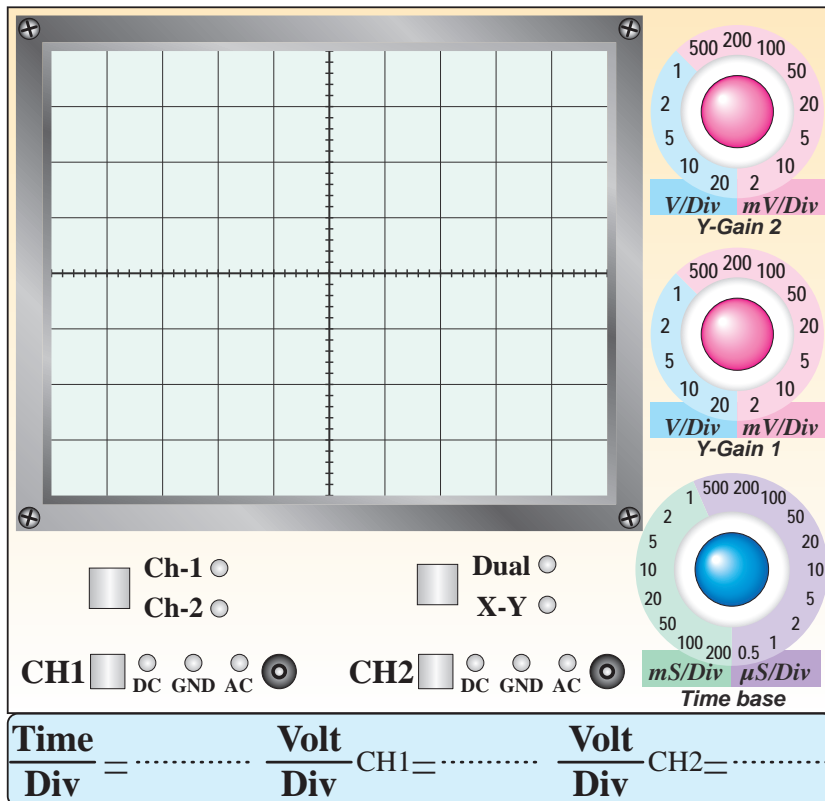 500 200 100
1 50
2 20
5 5
10 2
20
V/Div mV/Div
Y-Gain 2
500 200 100
1 50
2 20
5 5
10 2
20
V/Div mV/Div
Y-Gain 1
1 500 200 100
2 50
5 20
10 10
20 5
50 2
100 200 0.5 1
mS/Div µS/Div
Time base
Ch-1 Dual
Ch-2 X-Y
CH1 DC GND AC CH2 DC GND AC
Time/Div = ............ Volt/Div CH1= ............ Volt/Div CH2= ............